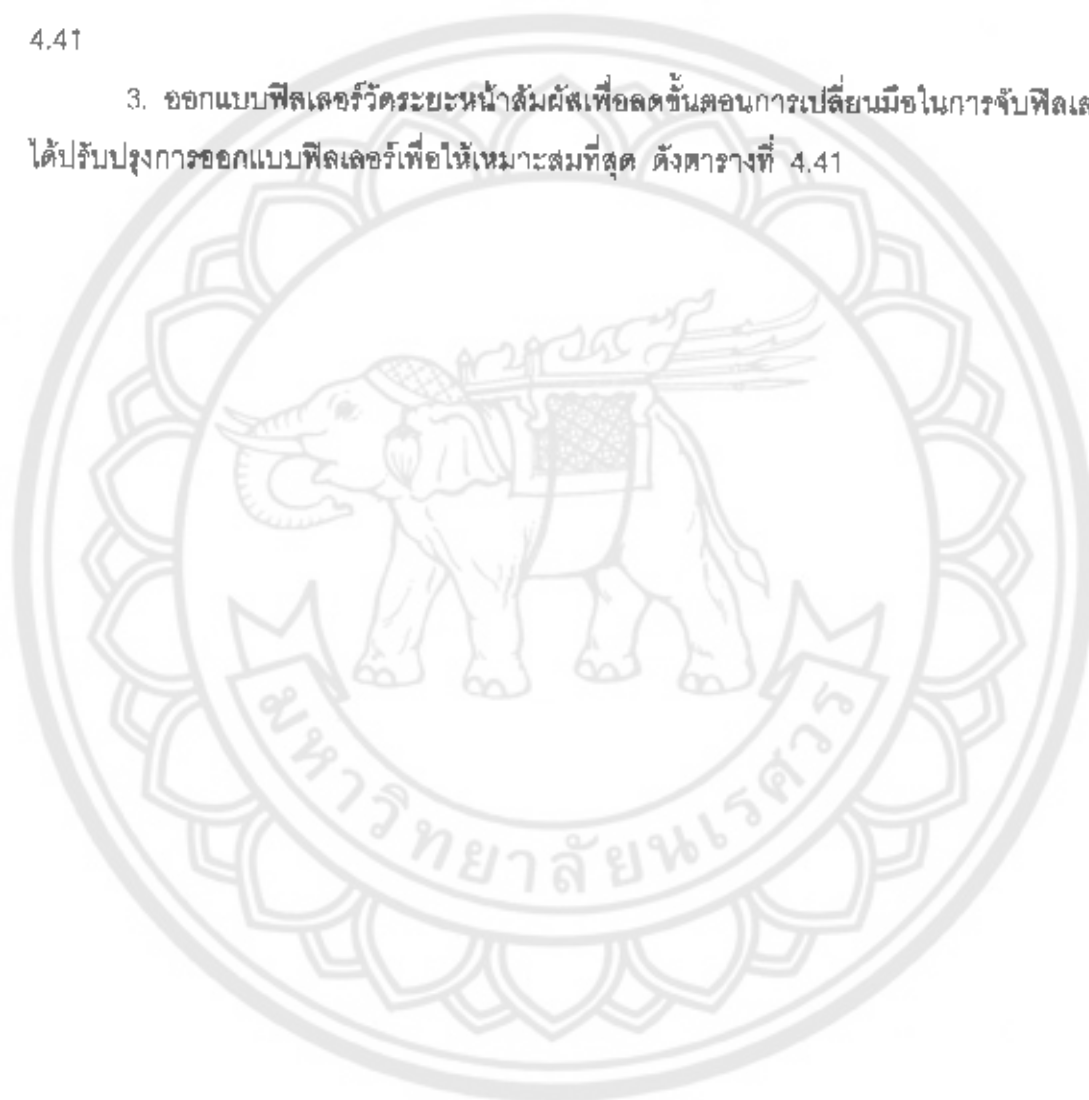 4.41
3. ออกแบบฟิลเลอร์วัดระยะหน้าสัมผัสเพื่อลดขั้นตอนการเปลี่ยนมือในการจับฟิลเล
ได้ปรับปรุงการออกแบบฟิลเลอร์เพื่อให้เหมาะสมที่สุด ดังตารางที่ 4.41
มหาวิทยาลัยนเรศวร